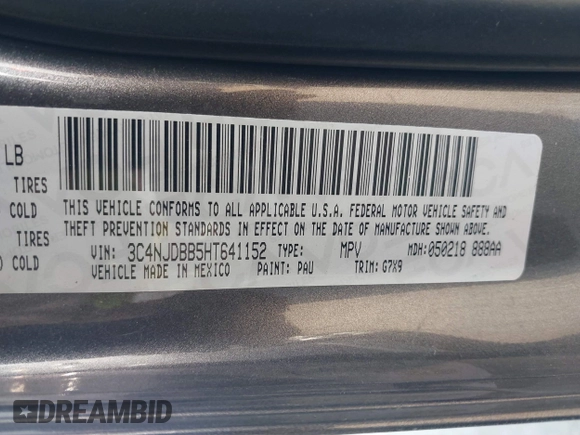 LB
TIRES
COLD
TIRES
COLD
THIS VEHICLE CONFORMS TO ALL APPLICABLE U.S.A. FEDERAL MOTOR VEHICLE SAFETY AND
THEFT PREVENTION STANDARDS IN EFFECT ON THE DATE OF MANUFACTURE SHOWN ABOVE.
VIN: 3C4NJDBB5HT641152 TYPE: MPV MDH: 050218 888AA
VEHICLE MADE IN MEXICO PAINT: PAU TRIM: G7X9
DREAMBID